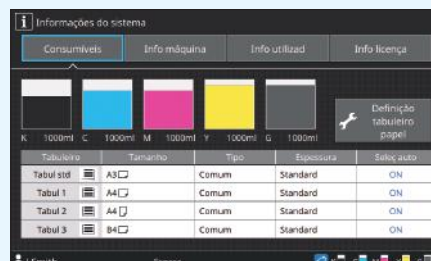 i Informações do sistema
Consumíveis Info máquina Info utilizad Info licença
K 1000ml C 1000ml M 1000ml Y 1000ml G 1000ml
Definição
tabuleiro
papel
Tabuleiro Tamanho Tipo Espessura Seleç auto
Tabul std A3 Comum Standard ON
Tabul 1 A4 Comum Standard ON
Tabul 2 A4 Comum Standard ON
Tabul 3 B4 Comum Standard ON